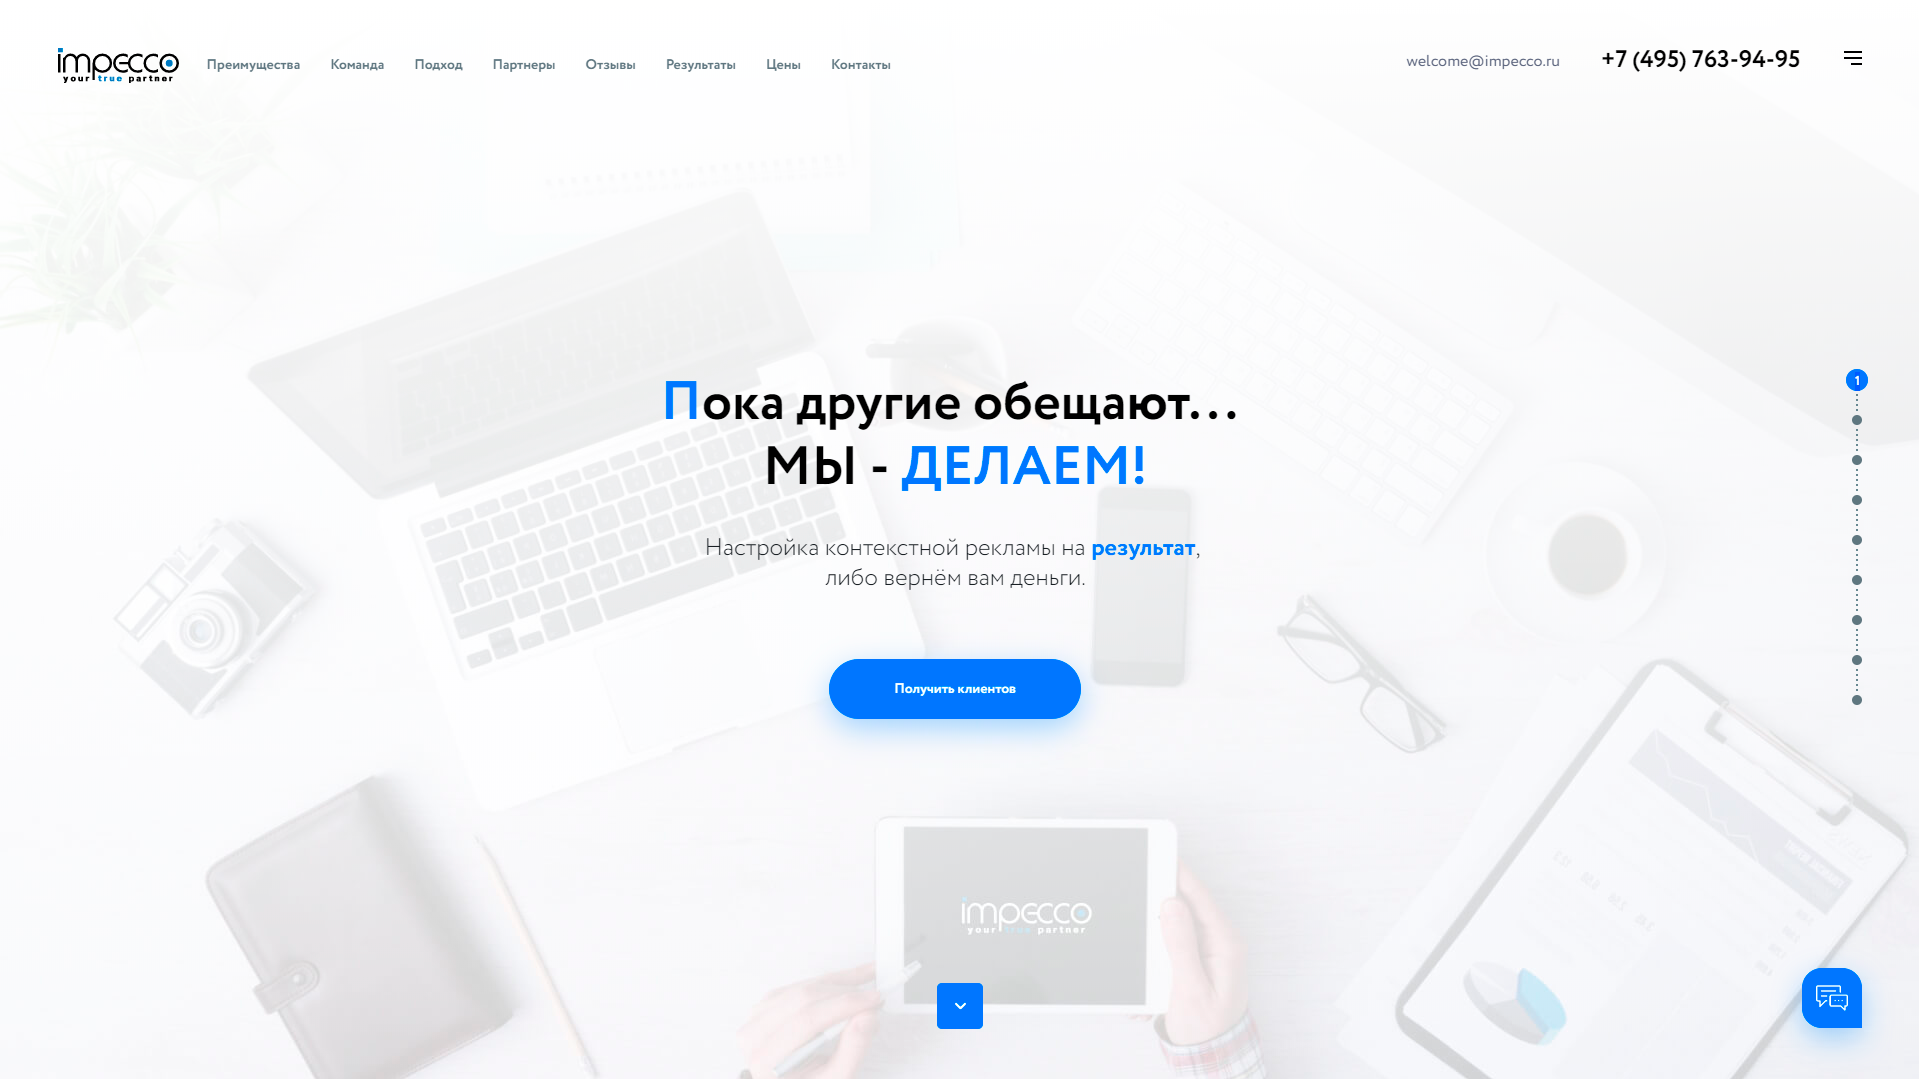 impecco
your true partner
Преимущества
Команда
Подход
Партнеры
Отзывы
Результаты
Цены
Контакты
welcome@impecco.ru
+7 (495) 763-94-95
Пока другие обещают...
МЫ - ДЕЛАЕМ!
Настройка контекстной рекламы на результат,
либо вернём вам деньги.
Получить клиентов
1
impecco
your true partner